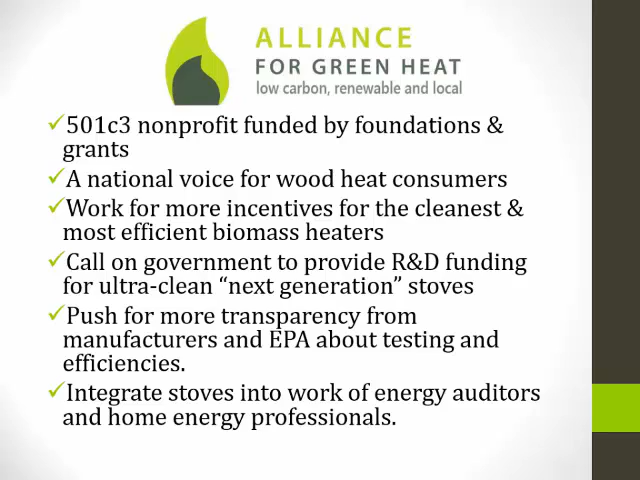 ALLIANCE
FOR GREEN HEAT
low carbon, renewable and local
✓501c3 nonprofit funded by foundations &
grants
✓A national voice for wood heat consumers
✓Work for more incentives for the cleanest &
most efficient biomass heaters
✓Call on government to provide R&D funding
for ultra-clean “next generation” stoves
✓Push for more transparency from
manufacturers and EPA about testing and
efficiencies.
✓Integrate stoves into work of energy auditors
and home energy professionals.